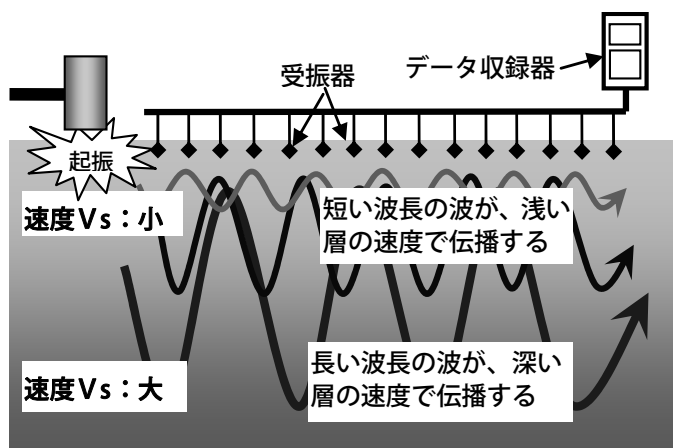 データ収録器
受振器
起振
速度Vs：小
短い波長の波が、浅い
層の速度で伝播する
長い波長の波が、深い
層の速度で伝播する
速度Vs：大